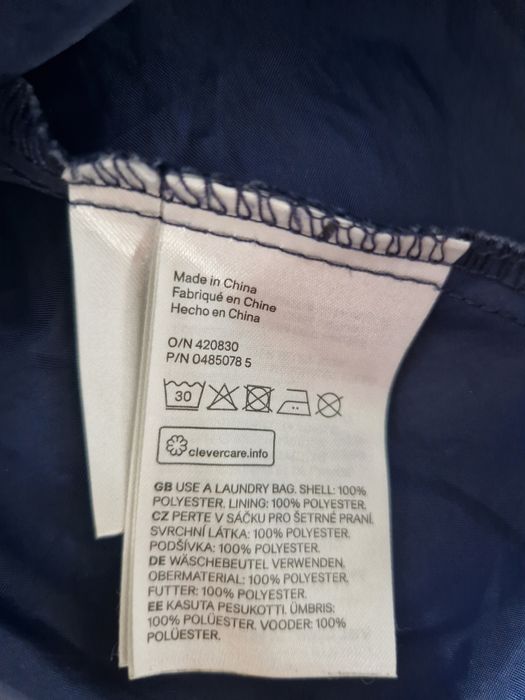 Made in China
Fabriqué en Chine
Hecho en China
O/N 420830
P/N 0485078 5
30
clevercare.info
GB USE A LAUNDRY BAG. SHELL: 100%
POLYESTER. LINING: 100% POLYESTER.
CZ PERTE V SÁČKU PRO ŠETRNÉ PRANÍ.
SVRCHNÍ LÁTKA: 100% POLYESTER.
PODŠÍVKA: 100% POLYESTER.
DE WÄSCHEBEUTEL VERWENDEN.
OBERMATERIAL: 100% POLYESTER.
FUTTER: 100% POLYESTER.
EE KASUTA PESUKOTTI. ÜMBRIS:
100% POLÜESTER. VOODER: 100%
POLÜESTER.